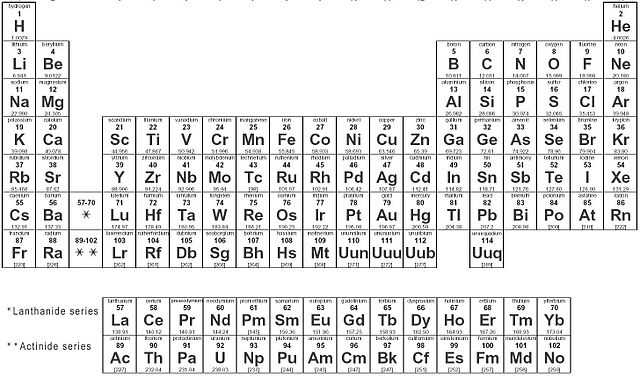 hydrogen helium
1 2
H He
1.0079 4.0026
lithium beryllium boron carbon nitrogen oxygen fluorine neon
3 4 5 6 7 8 9 10
Li Be B C N O F Ne
6.941 9.0122 10.811 12.011 14.007 15.999 18.998 20.180
sodium magnesium aluminium silicon phosphorus sulfur chlorine argon
11 12 13 14 15 16 17 18
Na Mg Al Si P S Cl Ar
22.990 24.305 26.982 28.086 30.974 32.065 35.453 39.948
potassium calcium scandium titanium vanadium chromium manganese iron cobalt nickel copper zinc gallium germanium arsenic selenium bromine krypton
19 20 21 22 23 24 25 26 27 28 29 30 31 32 33 34 35 36
K Ca Sc Ti V Cr Mn Fe Co Ni Cu Zn Ga Ge As Se Br Kr
39.098 40.078 44.956 47.867 50.942 51.996 54.938 55.845 58.933 58.693 63.546 65.39 69.723 72.61 74.922 78.96 79.904 83.80
rubidium strontium yttrium zirconium niobium molybdenum technetium ruthenium rhodium palladium silver cadmium indium tin antimony tellurium iodine xenon
37 38 39 40 41 42 43 44 45 46 47 48 49 50 51 52 53 54
Rb Sr Y Zr Nb Mo Tc Ru Rh Pd Ag Cd In Sn Sb Te I Xe
85.468 87.62 88.906 91.224 92.906 95.94 [98] 101.07 102.91 106.42 107.87 112.41 114.82 118.71 121.76 127.60 126.90 131.29
caesium barium lutetium hafnium tantalum tungsten rhenium osmium iridium platinum gold mercury thallium lead bismuth polonium astatine radon
55 56 57-70 71 72 73 74 75 76 77 78 79 80 81 82 83 84 85 86
Cs Ba * Lu Hf Ta W Re Os Ir Pt Au Hg Tl Pb Bi Po At Rn
132.91 137.33 174.97 178.49 180.95 183.84 186.21 190.23 192.22 195.08 196.97 200.59 204.38 207.2 208.98 [209] [210] [222]
francium radium lawrencium rutherfordium dubnium seaborgium bohrium hassium meitnerium ununnilium unununium ununbium ununquadium
87 88 89-102 103 104 105 106 107 108 109 110 111 112 114
Fr Ra * * Lr Rf Db Sg Bh Hs Mt Uun Uuu Uub Uuq
[223] [226] [262] [261] [262] [266] [264] [269] [268] [271] [272] [277] [289]
lanthanum cerium praseodymium neodymium promethium samarium europium gadolinium terbium dysprosium holmium erbium thulium ytterbium
*Lanthanide series 57 58 59 60 61 62 63 64 65 66 67 68 69 70
La Ce Pr Nd Pm Sm Eu Gd Tb Dy Ho Er Tm Yb
138.91 140.12 140.91 144.24 [145] 150.36 151.96 157.25 158.93 162.50 164.93 167.26 168.93 173.04
actinium thorium protactinium uranium neptunium plutonium americium curium berkelium californium einsteinium fermium mendelevium nobelium
**Actinide series 89 90 91 92 93 94 95 96 97 98 99 100 101 102
Ac Th Pa U Np Pu Am Cm Bk Cf Es Fm Md No
[227] 232.04 231.04 238.03 [237] [244] [243] [247] [247] [251] [252] [257] [258] [259]